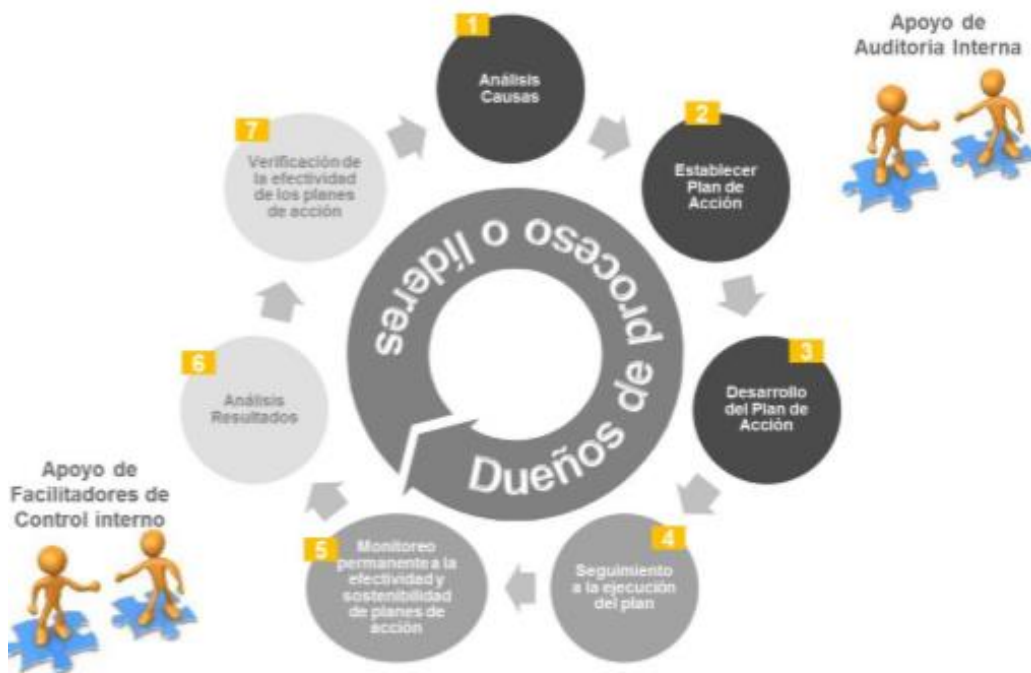 1
Análisis
Causas
2
Establecer
Plan de
Acción
3
Desarrollo
del Plan de
Acción
4
Seguimiento
a la ejecución
del plan
5
Monitoreo
permanente a la
efectividad y
sostenibilidad
de planes de
acción
6
Análisis
Resultados
7
Verificación de
la efectividad
de los planes
de acción
Dueños de proceso o líderes
Apoyo de
Auditoria Interna
Apoyo de
Facilitadores de
Control interno